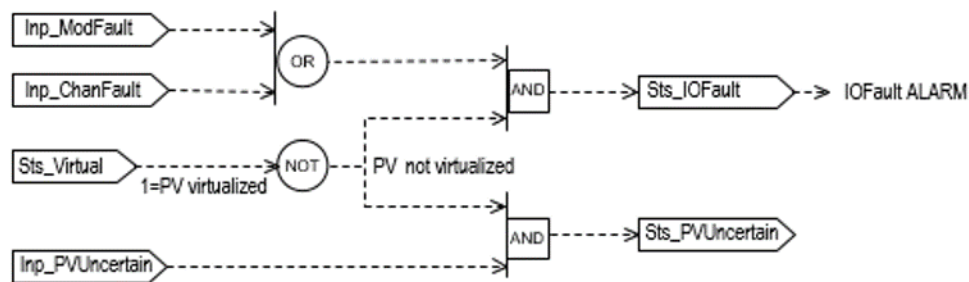 Inp_ModFault
OR
Inp_ChanFault
AND
Sts_IOFault
IOFault ALARM
Sts_Virtual
1=PV virtualized
NOT
PV not virtualized
AND
Sts_PVUncertain
Inp_PVUncertain